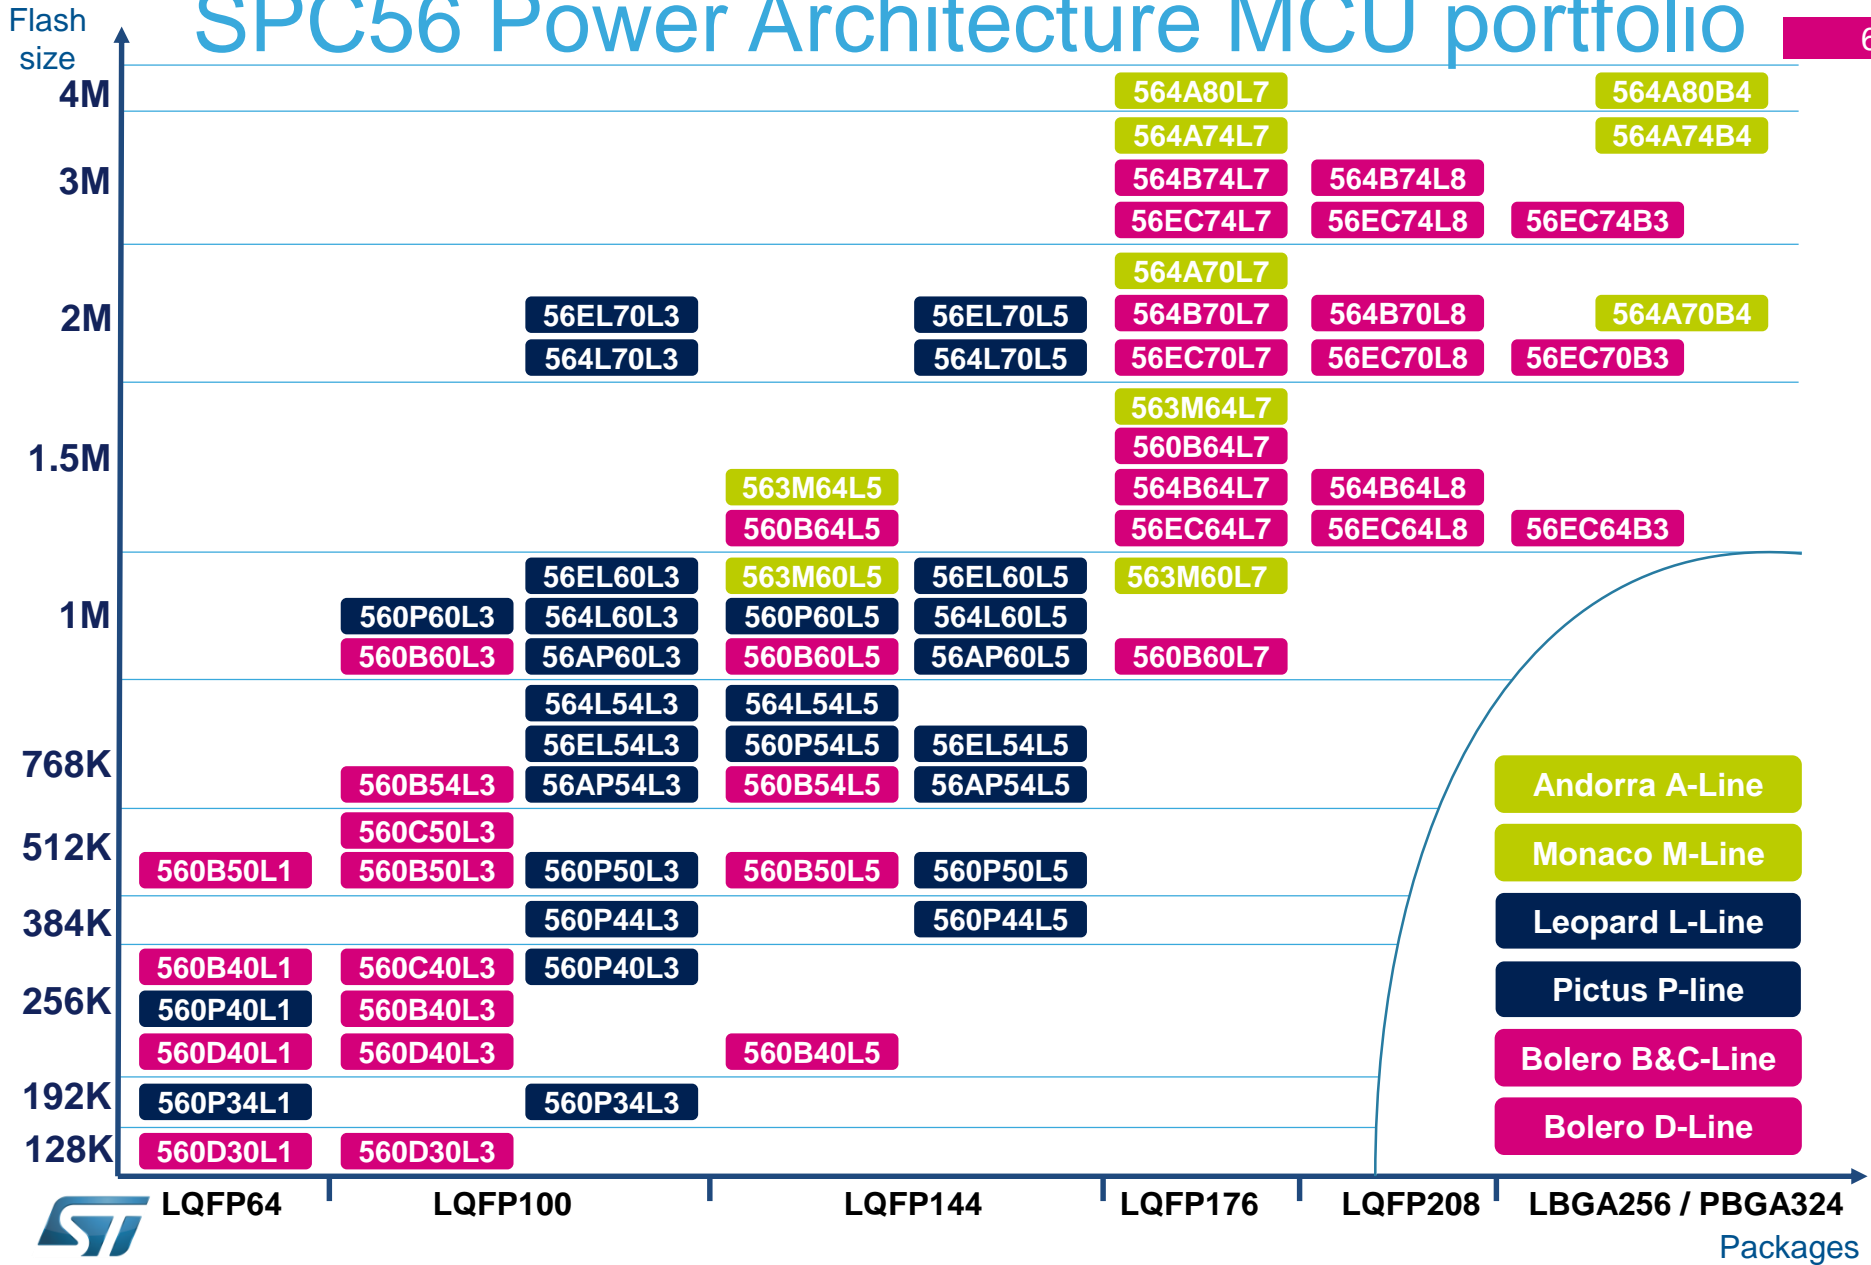 SPC56 Power Architecture MCU portfolio
6
Flash
size
4M
564A80L7 564A80B4
564A74L7 564A74B4
3M
564B74L7 564B74L8
56EC74L7 56EC74L8 56EC74B3
564A70L7
2M
56EL70L3 56EL70L5 564B70L7 564B70L8 564A70B4
564L70L3 564L70L5 56EC70L7 56EC70L8 56EC70B3
563M64L7
1.5M
560B64L7
563M64L5 564B64L7 564B64L8
560B64L5 56EC64L7 56EC64L8 56EC64B3
56EL60L3 563M60L5 56EL60L5 563M60L7
1M
560P60L3 564L60L3 560P60L5 564L60L5
560B60L3 56AP60L3 560B60L5 56AP60L5 560B60L7
564L54L3 564L54L5
768K
56EL54L3 560P54L5 56EL54L5
560B54L3 56AP54L3 560B54L5 56AP54L5
512K
560C50L3
560B50L1 560B50L3 560P50L3 560B50L5 560P50L5
384K
560P44L3 560P44L5
560B40L1 560C40L3 560P40L3
256K
560P40L1 560B40L3
560D40L1 560D40L3 560B40L5
192K
560P34L1 560P34L3
128K
560D30L1 560D30L3
Andorra A-Line
Monaco M-Line
Leopard L-Line
Pictus P-line
Bolero B&C-Line
Bolero D-Line
LQFP64 LQFP100 LQFP144 LQFP176 LQFP208 LBGA256 / PBGA324
Packages
ST